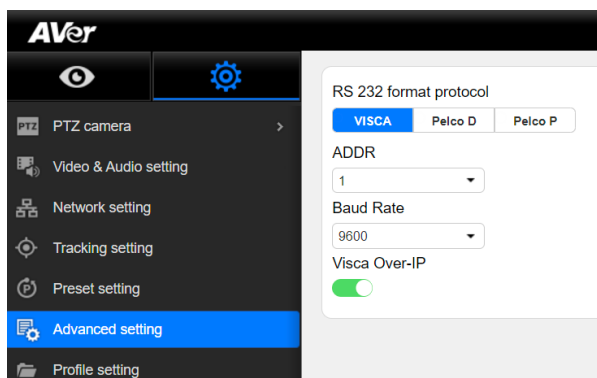 AVer
PTZ PTZ camera
Video & Audio setting
Network setting
Tracking setting
P Preset setting
Advanced setting
Profile setting
RS 232 format protocol
VISCA Pelco D Pelco P
ADDR
1
Baud Rate
9600
Visca Over-IP